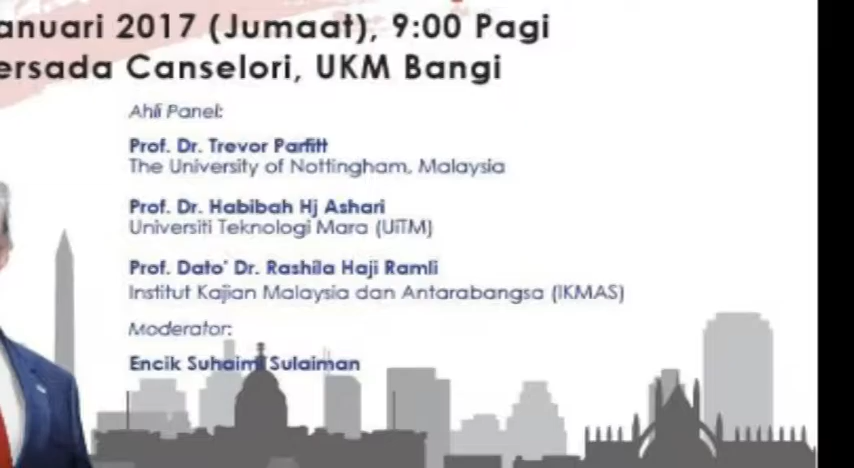 anuari 2017 (Jumaat), 9:00 Pagi
ersada Canselori, UKM Bangi
Ahli Panel:
Prof. Dr. Trevor Parfitt
The University of Nottingham, Malaysia
Prof. Dr. Habibah Hj Ashari
Universiti Teknologi Mara (UiTM)
Prof. Dato' Dr. Rashila Haji Ramli
Institut Kajian Malaysia dan Antarabangsa (IKMAS)
Moderator:
Encik Suhaimi Sulaiman